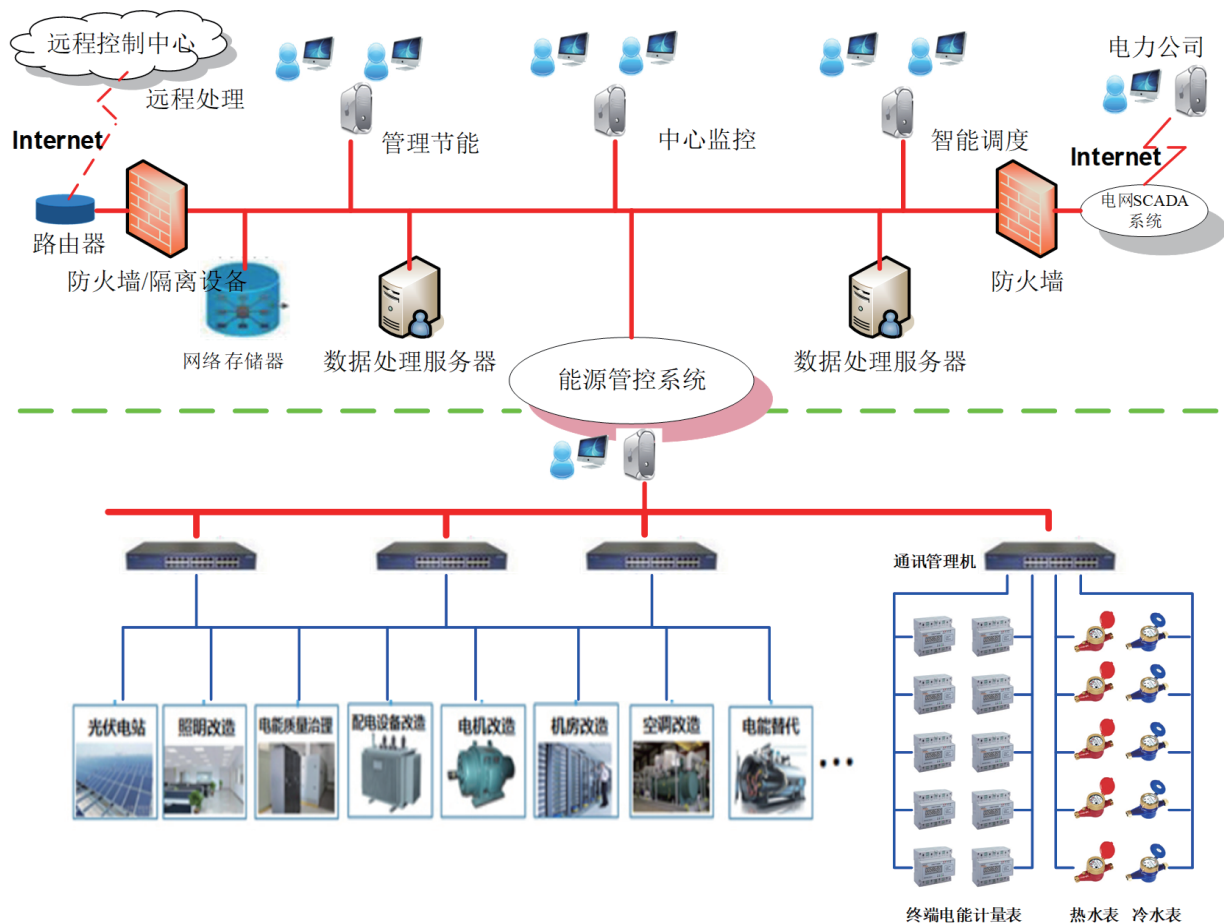 远程控制中心
远程处理
Internet
路由器
防火墙/隔离设备
网络存储器
管理节能
数据处理服务器
中心监控
智能调度
数据处理服务器
电力公司
Internet
电网SCADA
系统
防火墙
能源管控系统
通讯管理机
光伏电站
照明改造
电能质量治理
配电设备改造
电机改造
机房改造
空调改造
电能替代
•••
终端电能计量表
热水表
冷水表